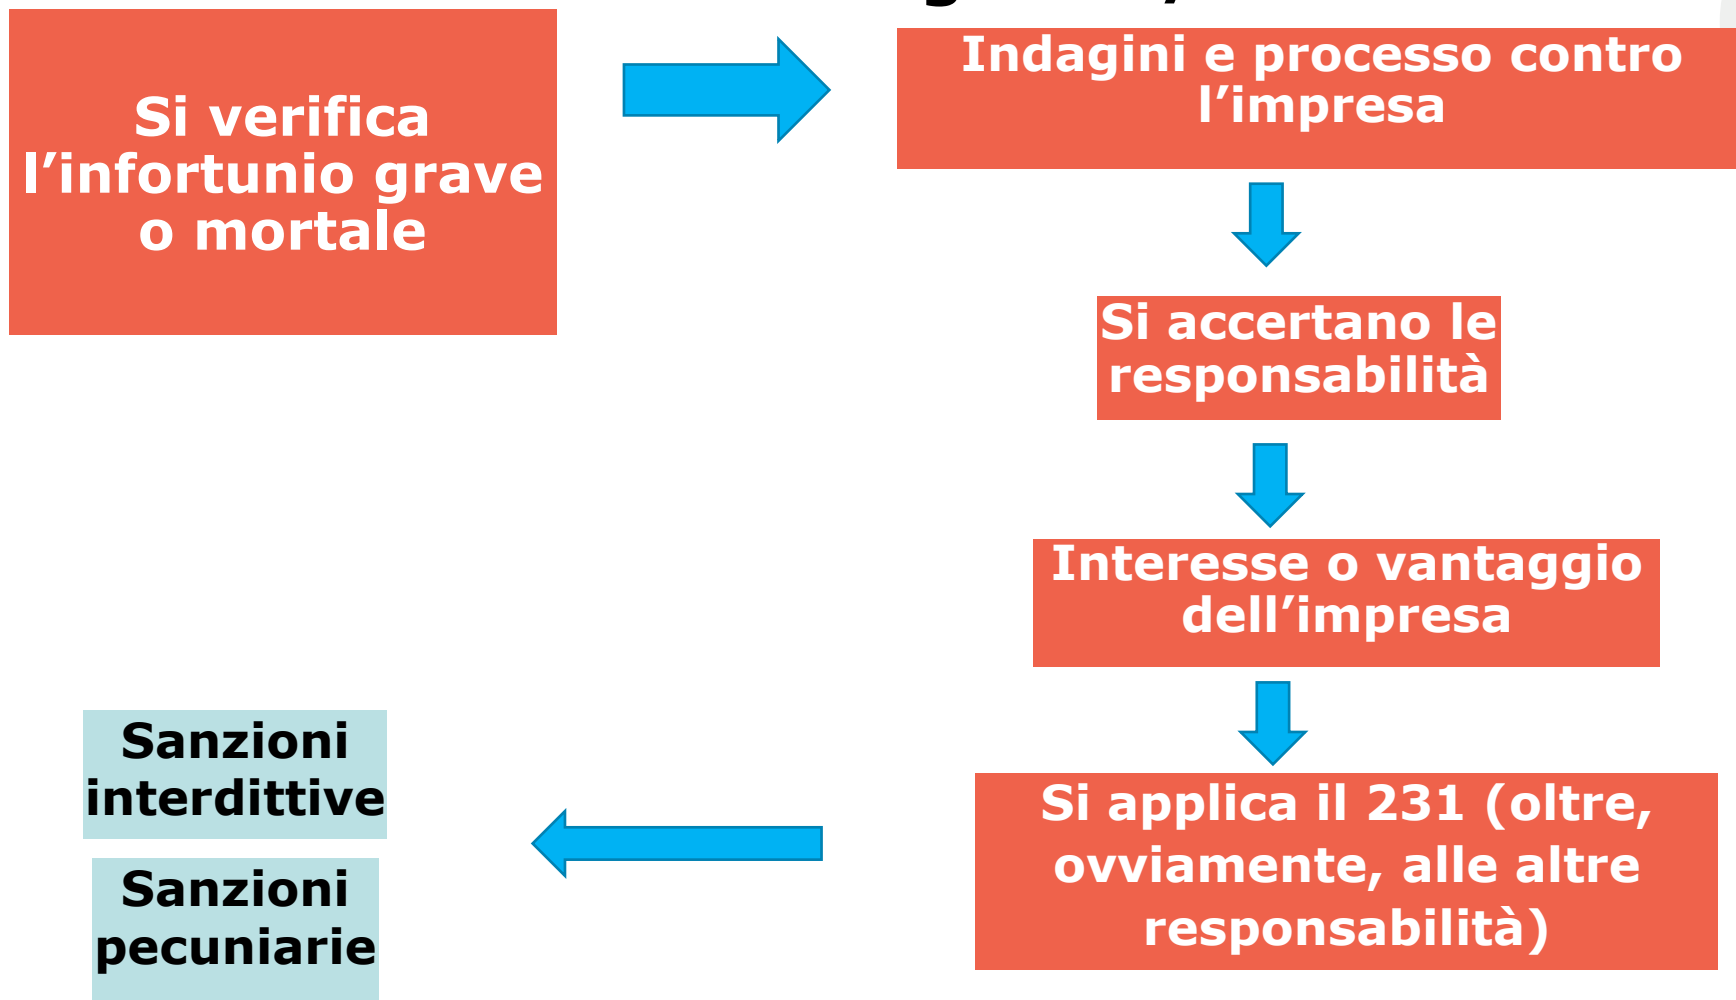 Si verifica
l’infortunio grave
o mortale
Indagini e processo contro
l’impresa
Si accertano le
responsabilità
Interesse o vantaggio
dell’impresa
Si applica il 231 (oltre,
ovviamente, alle altre
responsabilità)
Sanzioni
interdittive
Sanzioni
pecuniarie